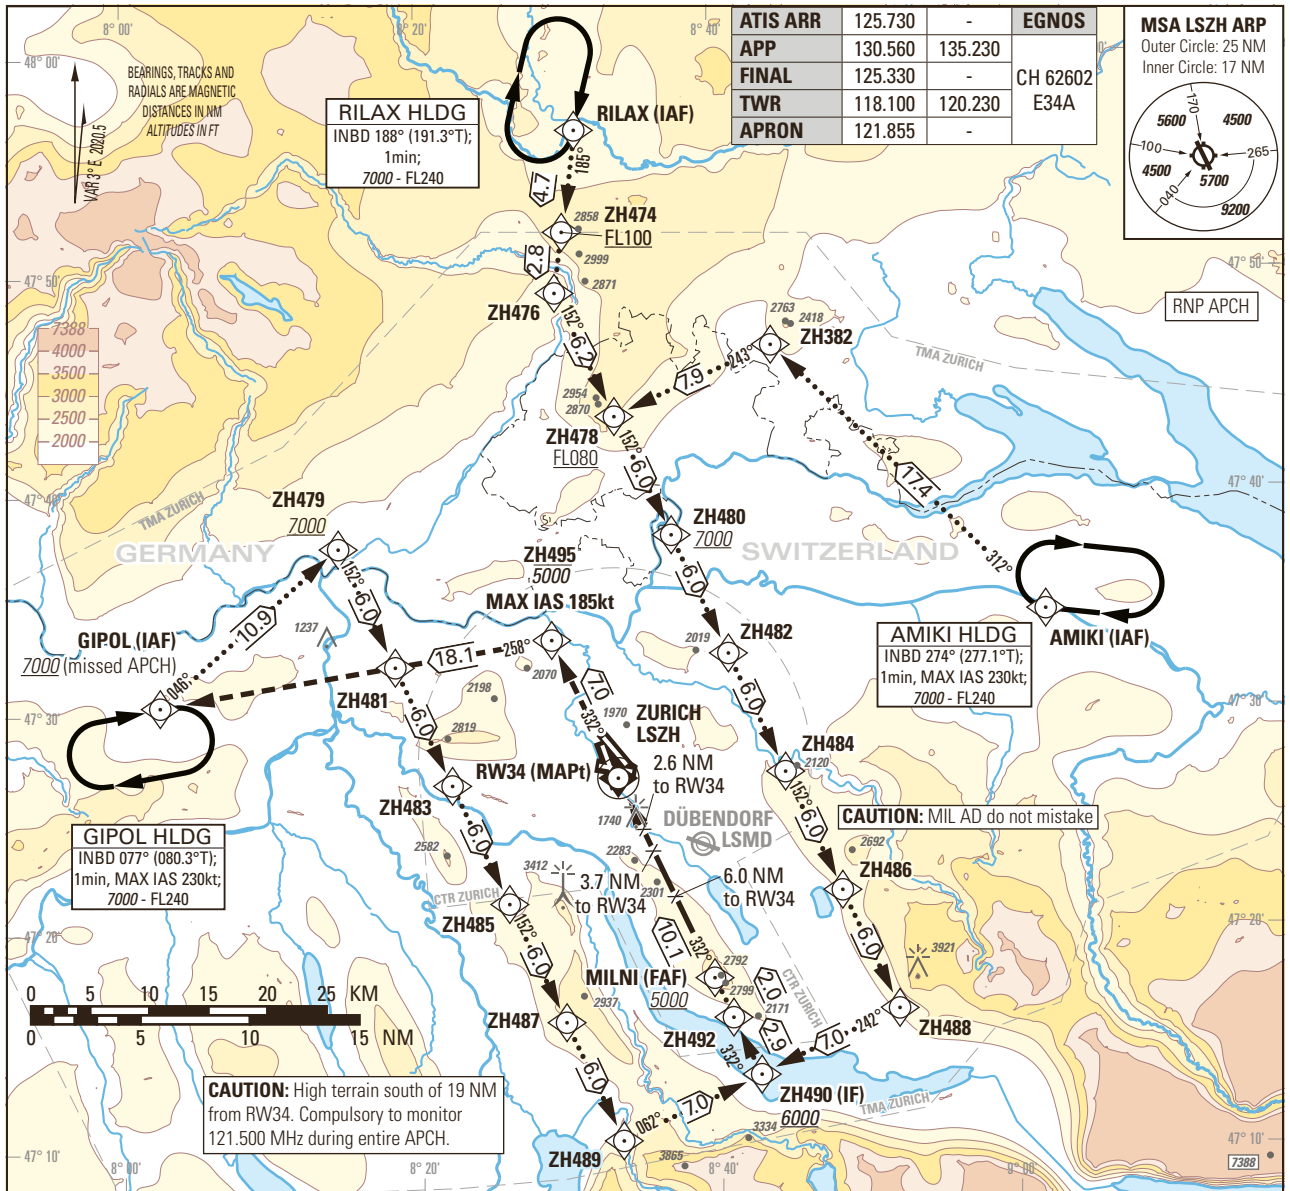 8° 00'
8° 20'
8° 40'
48° 00'
BEARINGS, TRACKS AND
RADIALS ARE MAGNETIC
DISTANCES IN NM
ALTITUDES IN FT
VAR 3° E 2020.5
ATIS ARR 125.730 - EGNOS
APP 130.560 135.230
FINAL 125.330 - CH 62602
TWR 118.100 120.230 E34A
APRON 121.855 -
MSA LSZH ARP
Outer Circle: 25 NM
Inner Circle: 17 NM
170
5600
4500
100
265
4500
5700
040
9200
RILAX HLDG
INBD 188° (191.3°T);
1min;
7000 - FL240
RILAX (IAF)
185°
4.7
2858
ZH474
FL100
2.8
2999
2871
47° 50'
47° 50'
RNP APCH
ZH476
152°
6.2
2763
2418
ZH382
243°
7.9
TMA ZURICH
7388
4000
3500
3000
2500
2000
2954
2870
ZH478
FL080
152°
6.0
17.4
47° 40'
47° 40'
ZH479
7000
TMA ZURICH
GERMANY
ZH480
7000
SWITZERLAND
312°
ZH495
5000
MAX IAS 185kt
152°
6.0
6.0
10.9
1237
GIPOL (IAF)
7000 (missed APCH)
046°
258°
18.1
2070
2019
ZH482
AMIKI HLDG
INBD 274° (277.1°T);
1min, MAX IAS 230kt;
7000 - FL240
AMIKI (IAF)
ZH481
2198
7.0
332°
6.0
47° 30'
47° 30'
6.0
2819
1970
ZURICH
LSZH
RW34 (MAPt)
2.6 NM
to RW34
ZH484
2120
ZH483
1740
DÜBENDORF
LSMD
152°
6.0
CAUTION: MIL AD do not mistake
GIPOL HLDG
INBD 077° (080.3°T);
1min, MAX IAS 230kt;
7000 - FL240
6.0
2582
2283
2692
ZH486
3412
3.7 NM
to RW34
2301
6.0 NM
to RW34
CTR ZURICH
ZH485
47° 20'
47° 20'
152°
6.0
10.1
332°
6.0
3921
MILNI (FAF)
5000
2792
2799
2.0
CTR ZURICH
2171
0 5 10 15 20 25 KM
0 5 10 15 NM
2937
ZH487
ZH492
2.9
332°
242°
7.0
ZH488
6.0
ZH490 (IF)
6000
TMA ZURICH
CAUTION: High terrain south of 19 NM
from RW34. Compulsory to monitor
121.500 MHz during entire APCH.
062°
7.0
3334
ZH489
3865
47° 10'
47° 10'
7388
8° 00'
8° 20'
8° 40'
9° 00'